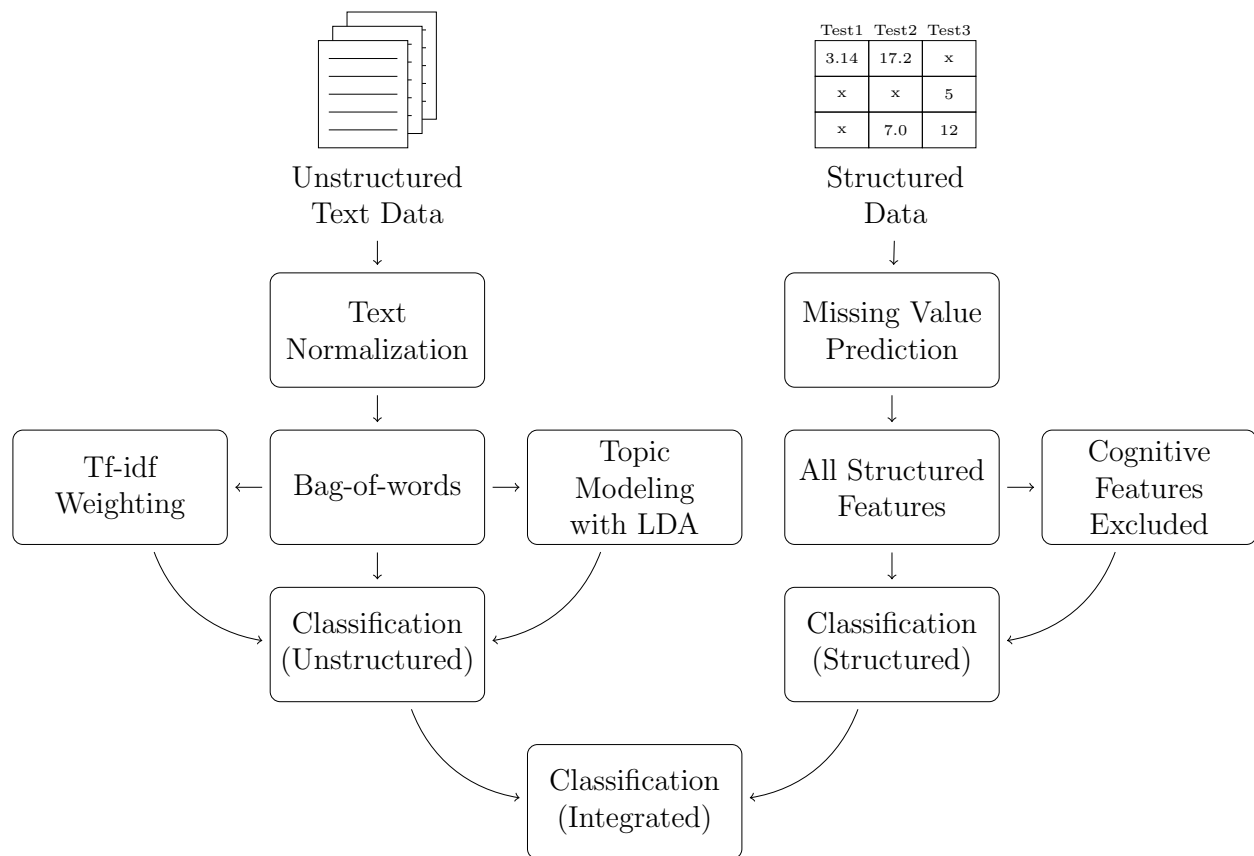 Test1 Test2 Test3
3.14 17.2 x
x x 5
x 7.0 12
Unstructured
Text Data
Structured
Data
Text
Normalization
Missing Value
Prediction
Tf-idf
Weighting
Bag-of-words
Topic
Modeling
with LDA
All Structured
Features
Cognitive
Features
Excluded
Classification
(Unstructured)
Classification
(Structured)
Classification
(Integrated)